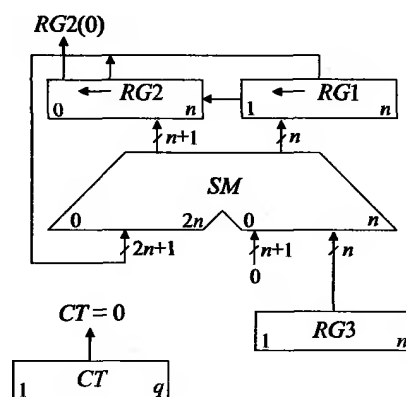 RG2(0)
RG2
0 n
RG1
1 n
n+1
n
SM
0 2n 0 n
2n+1
n+1
n
0
CT = 0
RG3
1 n
CT
1 q